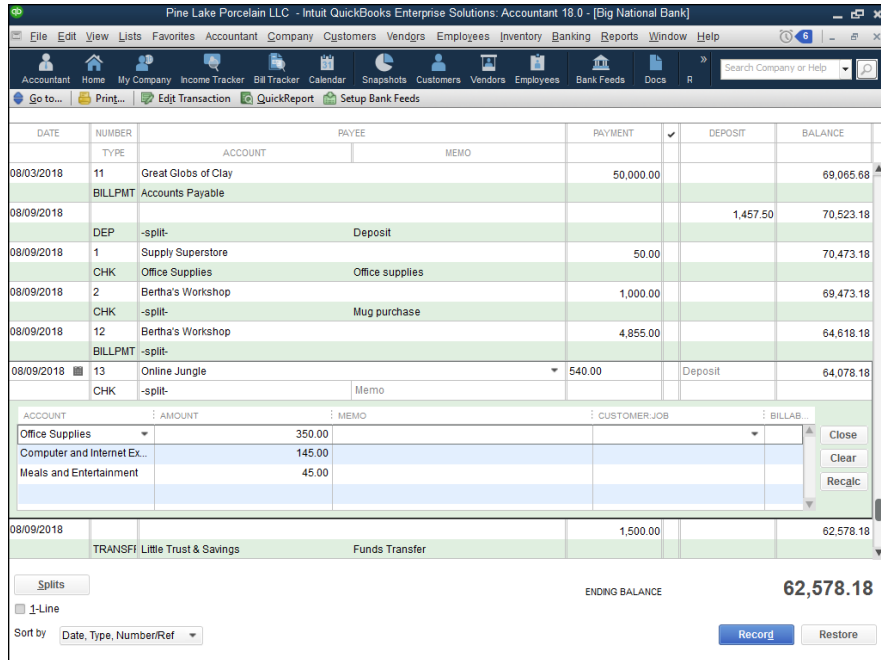 qb Pine Lake Porcelain LLC - Intuit QuickBooks Enterprise Solutions: Accountant 18.0 - [Big National Bank]
File Edit View Lists Favorites Accountant Company Customers Vendors Employees Inventory Banking Reports Window Help 6
Accountant Home My Company Income Tracker Bill Tracker Calendar Snapshots Customers Vendors Employees Bank Feeds Docs R » Search Company or Help
31
Go to... Print... Edit Transaction QuickReport Setup Bank Feeds
DATE NUMBER PAYEE PAYMENT ✓ DEPOSIT BALANCE
TYPE ACCOUNT MEMO
08/03/2018 11 Great Globs of Clay 50,000.00 69,065.68
BILLPMT Accounts Payable
08/09/2018 1,457.50 70,523.18
DEP -split- Deposit
08/09/2018 1 Supply Superstore 50.00 70,473.18
CHK Office Supplies Office supplies
08/09/2018 2 Bertha's Workshop 1,000.00 69,473.18
CHK -split- Mug purchase
08/09/2018 12 Bertha's Workshop 4,855.00 64,618.18
BILLPMT -split-
08/09/2018 13 Online Jungle 540.00 Deposit 64,078.18
CHK -split- Memo
ACCOUNT AMOUNT MEMO CUSTOMER:JOB BILLAB...
Office Supplies 350.00 Close
Computer and Internet Ex... 145.00 Clear
Meals and Entertainment 45.00 Recalc
08/09/2018 1,500.00 62,578.18
TRANSFR Little Trust & Savings Funds Transfer
Splits ENDING BALANCE 62,578.18
1-Line
Sort by Date, Type, Number/Ref Record Restore